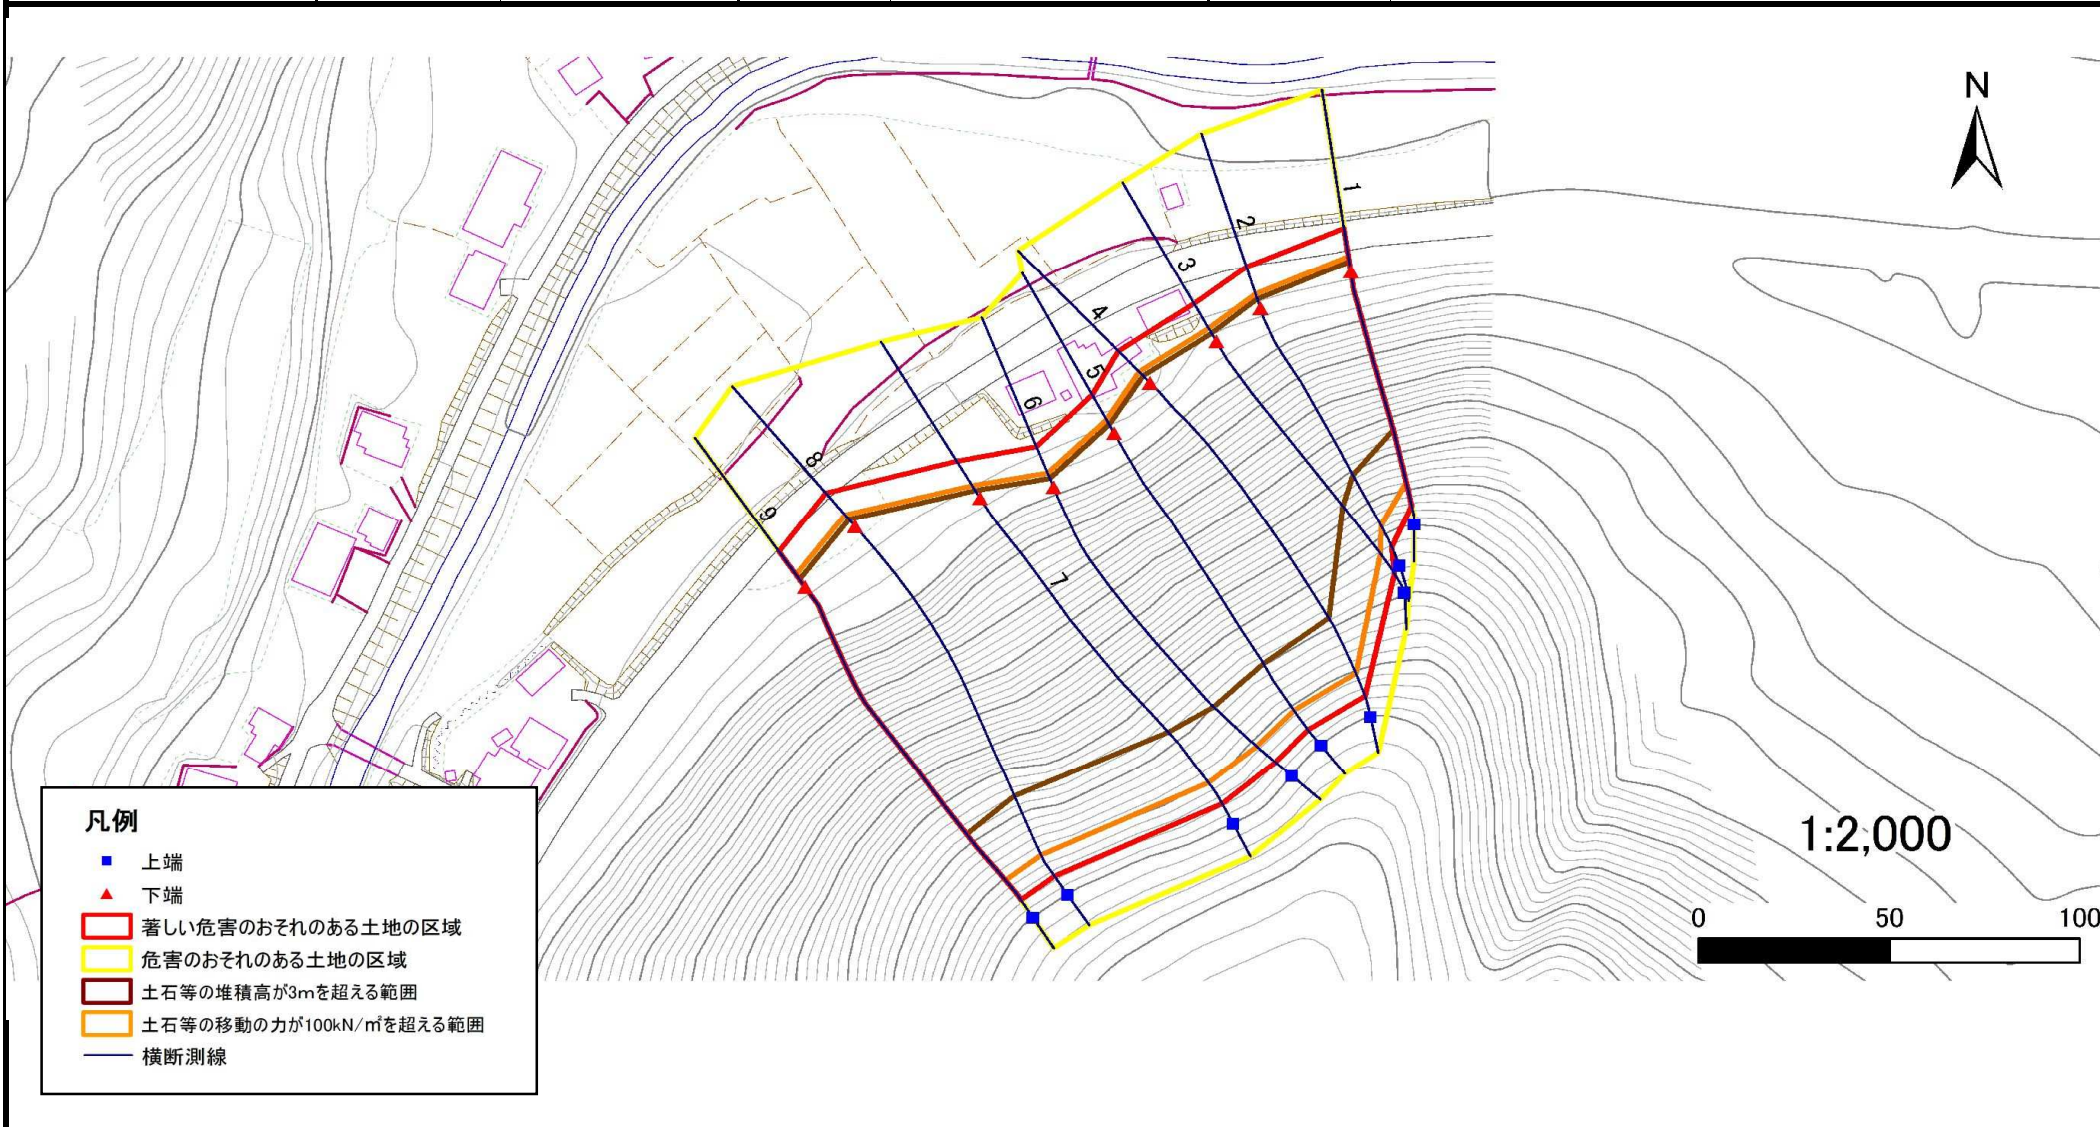 N
1
2
3
4
5
6
7
8
9
1:2,000
0 50 100
凡例
上端
下端
著しい危害のおそれのある土地の区域
危害のおそれのある土地の区域
土石等の堆積高が3mを超える範囲
土石等の移動の力が100kN/㎡を超える範囲
横断測線